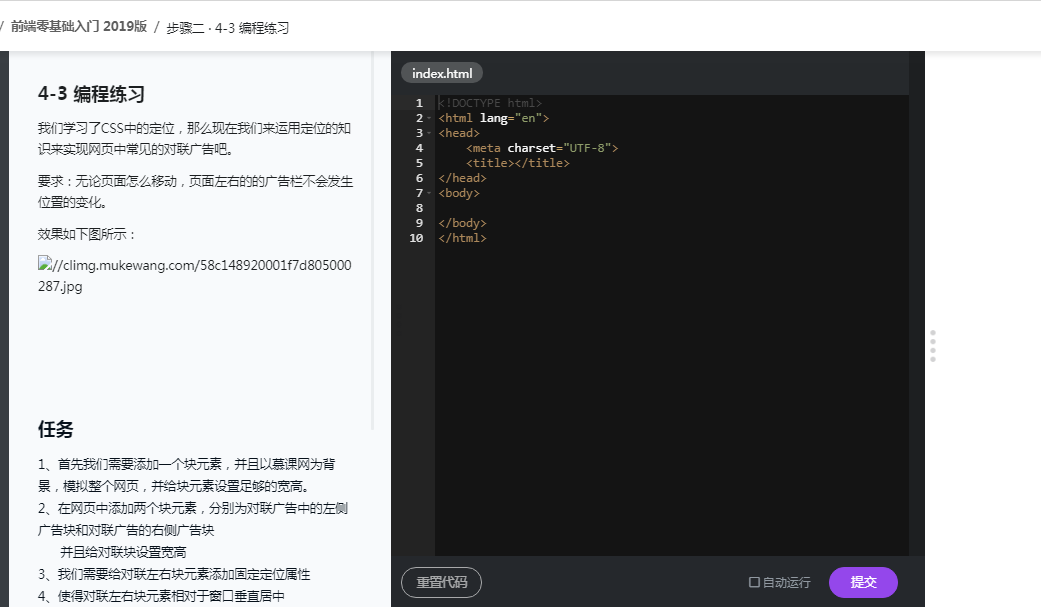 / 前端零基础入门 2019版 / 步骤二 · 4-3 编程练习
4-3 编程练习
我们学习了CSS中的定位，那么现在我们来运用定位的知
识来实现网页中常见的对联广告吧。
要求：无论页面怎么移动，页面左右的的广告栏不会发生
位置的变化。
效果如下图所示：
//climg.mukewang.com/58c148920001f7d805000
287.jpg
任务
1、首先我们需要添加一个块元素，并且以慕课网为背
景，模拟整个网页，并给块元素设置足够的宽高。
2、在网页中添加两个块元素，分别为对联广告中的左侧
广告块和对联广告的右侧广告块
并且给对联块设置宽高
3、我们需要给对联左右块元素添加固定定位属性
4、使得对联左右块元素相对于窗口垂直居中
index.html
1 <!DOCTYPE html>
2 <html lang="en">
3 <head>
4 <meta charset="UTF-8">
5 <title></title>
6 </head>
7 <body>
8
9 </body>
10 </html>
重置代码
自动运行
提交